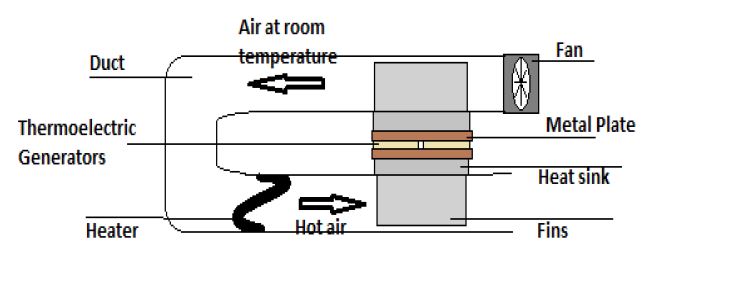 Air at room
temperature
Fan
Duct
Thermoelectric
Generators
Metal Plate
Heat sink
Heater
Hot air
Fins